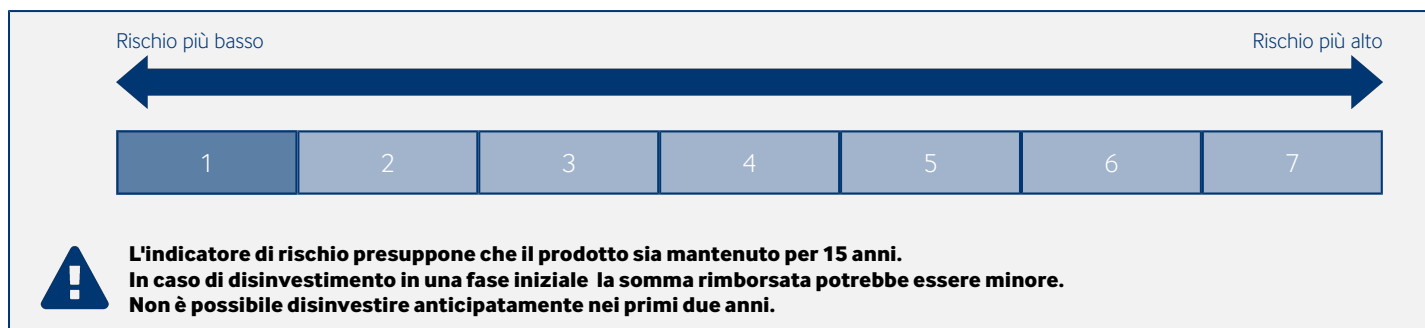 Rischio più basso Rischio più alto
1 2 3 4 5 6 7
L'indicatore di rischio presuppone che il prodotto sia mantenuto per 15 anni.
In caso di disinvestimento in una fase iniziale  la somma rimborsata potrebbe essere minore.
Non è possibile disinvestire anticipatamente nei primi due anni.